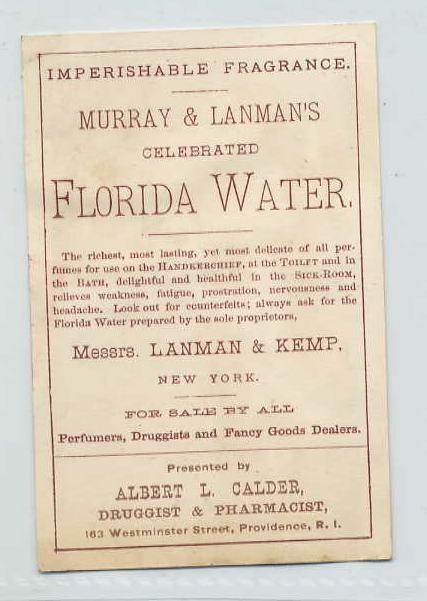 IMPERISHABLE FRAGRANCE.
MURRAY & LANMAN'S
CELEBRATED
FLORIDA WATER.
The richest, most lasting, yet most delicate of all per-
fumes for use on the HANDKERCHIEF, at the TOILET and in
the BATH, delightful and healthful in the SICK-ROOM,
relieves weakness, fatigue, prostration, nervousness and
headache. Look out for counterfeits; always ask for the
Florida Water prepared by the sole proprietors,
Messrs. LANMAN & KEMP,
NEW YORK.
FOR SALE BY ALL
Perfumers, Druggists and Fancy Goods Dealers.
Presented by
ALBERT L. CALDER,
DRUGGIST & PHARMACIST,
163 Westminster Street, Providence, R. I.